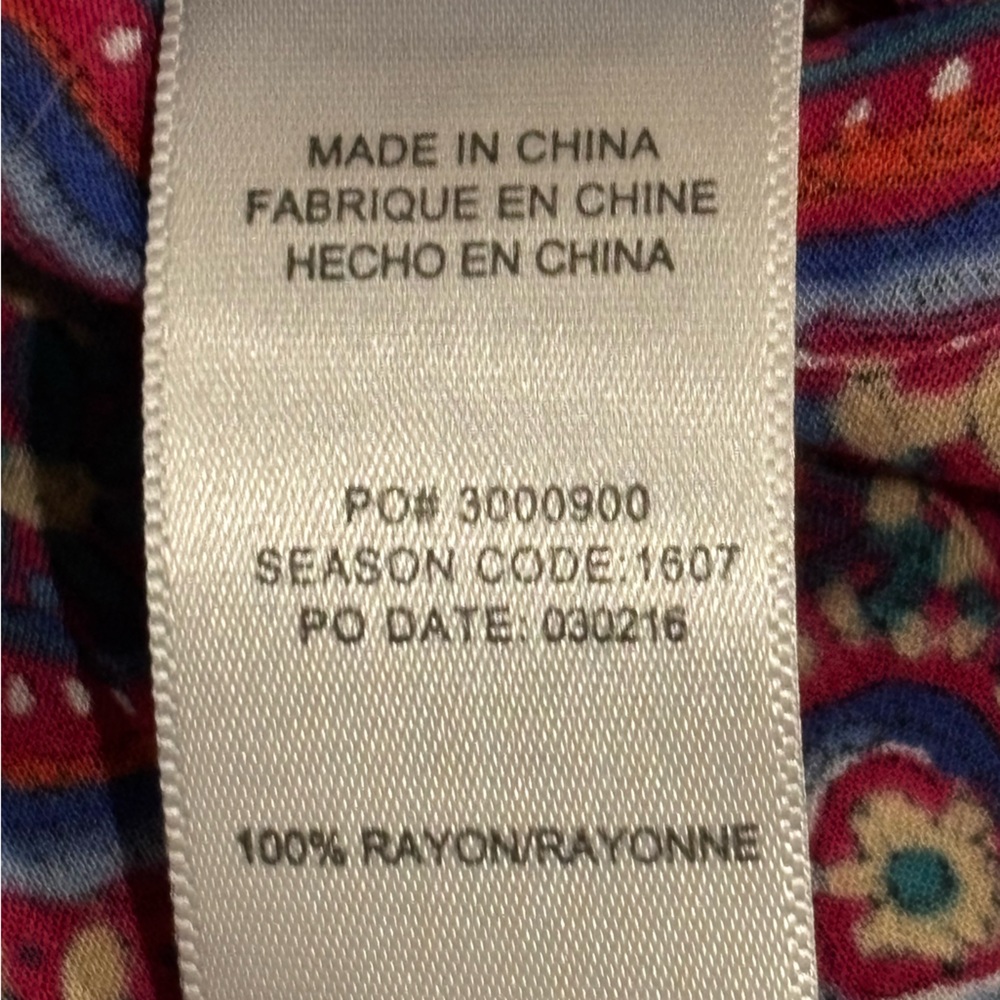 MADE IN CHINA
FABRIQUE EN CHINE
HECHO EN CHINA
PO# 3000900
SEASON CODE:1607
PO DATE: 030216
100% RAYON/RAYONNE